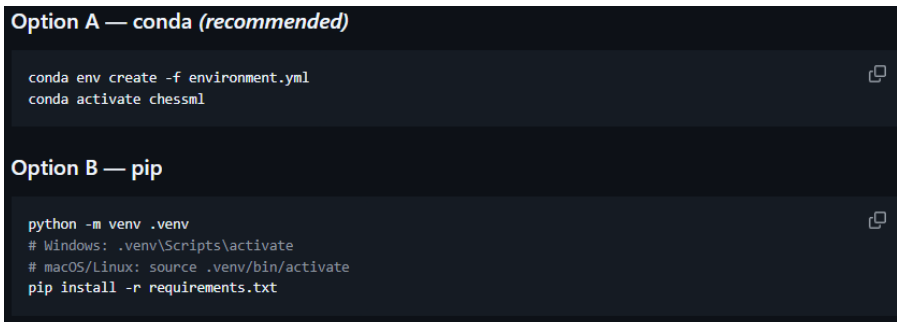 Option A — conda (recommended)
conda env create -f environment.yml
conda activate chessml
Option B — pip
python -m venv .venv
# Windows: .venv\Scripts\activate
# macOS/Linux: source .venv/bin/activate
pip install -r requirements.txt